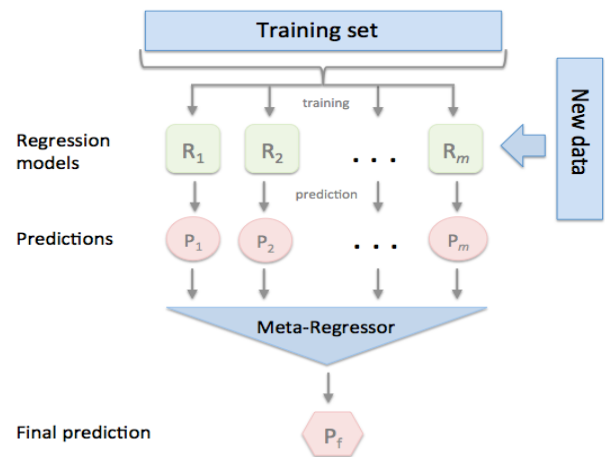 Training set
training
New data
Regression
models
R1 R2 . . . Rm
prediction
Predictions
P1 P2 . . . Pm
Meta-Regressor
Final prediction
Pf